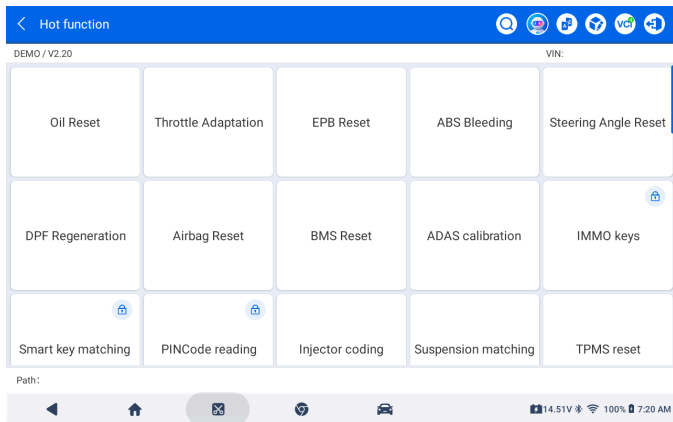 Hot function
VCI
DEMO / V2.20 VIN:
Oil Reset Throttle Adaptation EPB Reset ABS Bleeding Steering Angle Reset
DPF Regeneration Airbag Reset BMS Reset ADAS calibration IMMO keys
Smart key matching PINCode reading Injector coding Suspension matching TPMS reset
Path:
14.51V 100% 7:20 AM